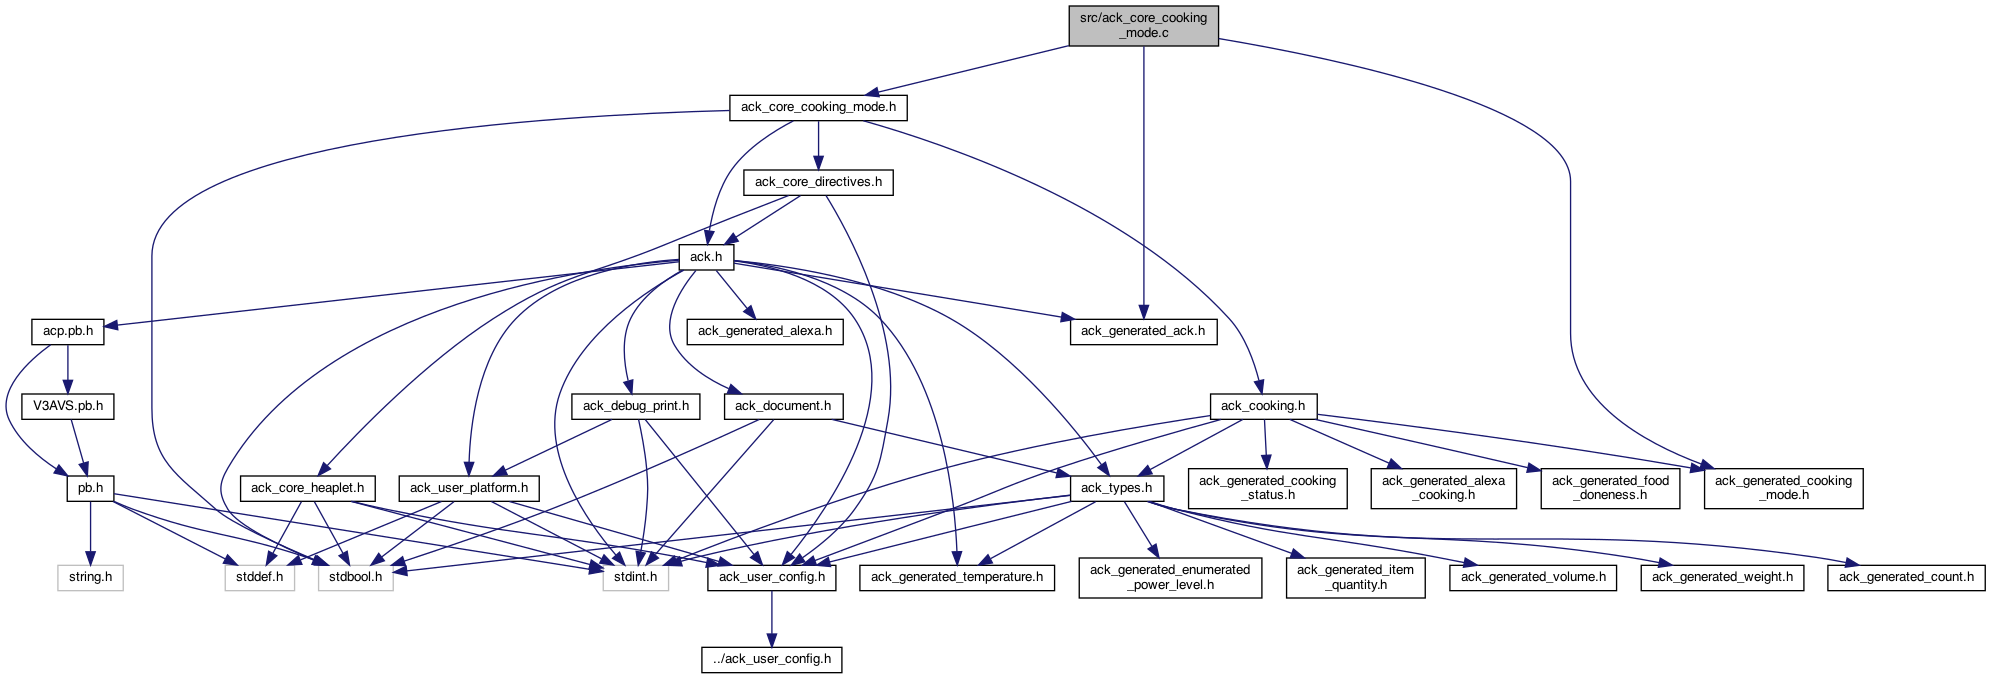 src/ack_core_cooking
_mode.c
ack_core_cooking_mode.h
ack_core_directives.h
ack.h
acp.pb.h
ack_generated_alexa.h
ack_generated_ack.h
V3AVS.pb.h
ack_debug_print.h
ack_document.h
ack_cooking.h
pb.h
ack_core_heaplet.h
ack_user_platform.h
ack_types.h
ack_generated_cooking
_status.h
ack_generated_alexa
_cooking.h
ack_generated_food
_doneness.h
ack_generated_cooking
_mode.h
string.h
stddef.h
stdbool.h
stdint.h
ack_user_config.h
ack_generated_temperature.h
ack_generated_enumerated
_power_level.h
ack_generated_item
_quantity.h
ack_generated_volume.h
ack_generated_weight.h
ack_generated_count.h
../ack_user_config.h